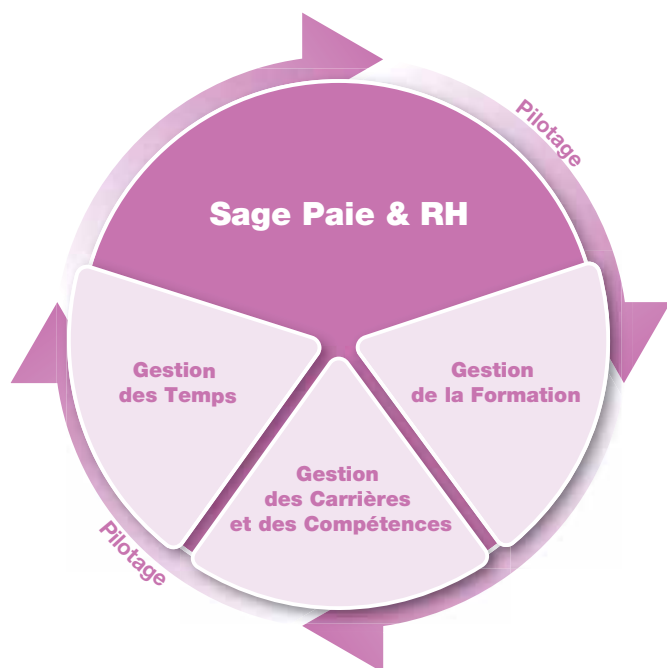 Pilotage
Sage Paie & RH
Gestion
des Temps
Gestion
de la Formation
Gestion
des Carrières
et des Compétences
Pilotage